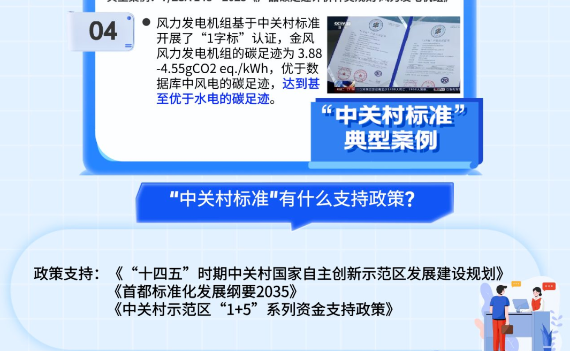 04
● 风力发电机组基于中关村标准
开展了“1字标”认证，金风
风力发电机组的碳足迹为 3.88
-4.55gCO2 eq./kWh，优于数
据库中风电的碳足迹，达到甚
至优于水电的碳足迹。
“中关村标准”
典型案例
"中关村标准"有什么支持政策？
政策支持：《“十四五”时期中关村国家自主创新示范区发展建设规划》
《首都标准化发展纲要2035》
《中关村示范区“1+5”系列资金支持政策》